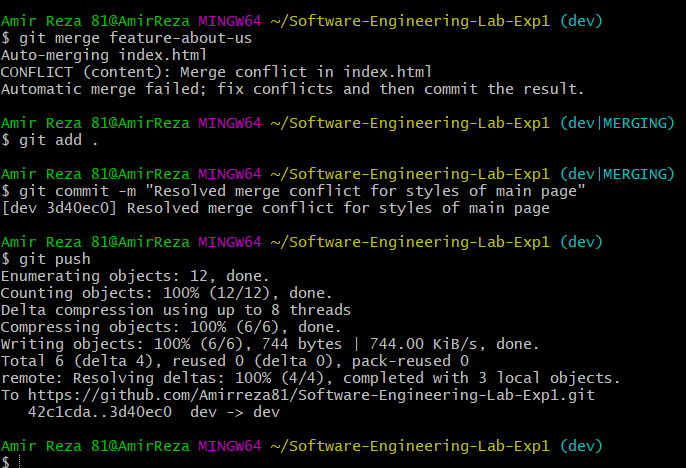 Amir Reza 81@AmirReza MINGW64 ~/Software-Engineering-Lab-Exp1 (dev)
$ git merge feature-about-us
Auto-merging index.html
CONFLICT (content): Merge conflict in index.html
Automatic merge failed; fix conflicts and then commit the result.
Amir Reza 81@AmirReza MINGW64 ~/Software-Engineering-Lab-Exp1 (dev|MERGING)
$ git add .
Amir Reza 81@AmirReza MINGW64 ~/Software-Engineering-Lab-Exp1 (dev|MERGING)
$ git commit -m "Resolved merge conflict for styles of main page"
[dev 3d40ec0] Resolved merge conflict for styles of main page
Amir Reza 81@AmirReza MINGW64 ~/Software-Engineering-Lab-Exp1 (dev)
$ git push
Enumerating objects: 12, done.
Counting objects: 100% (12/12), done.
Delta compression using up to 8 threads
Compressing objects: 100% (6/6), done.
Writing objects: 100% (6/6), 744 bytes | 744.00 KiB/s, done.
Total 6 (delta 4), reused 0 (delta 0), pack-reused 0
remote: Resolving deltas: 100% (4/4), completed with 3 local objects.
To https://github.com/Amirreza81/Software-Engineering-Lab-Exp1.git
   42c1cda..3d40ec0  dev -> dev
Amir Reza 81@AmirReza MINGW64 ~/Software-Engineering-Lab-Exp1 (dev)
$